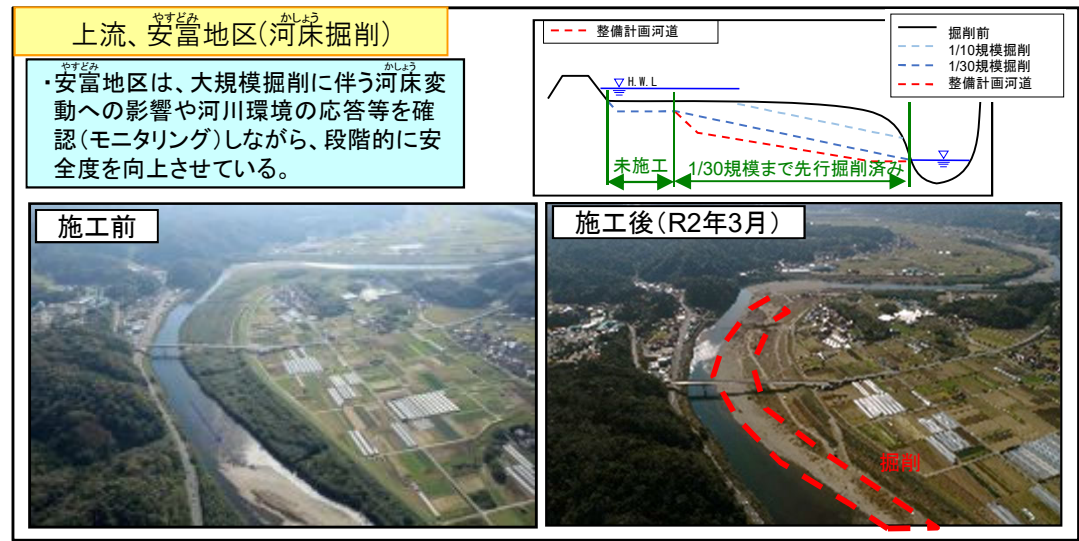 上流、安富地区(河床掘削)
やすどみ
かしょう
・安富地区は、大規模掘削に伴う河床変
やすどみ
かしょう
動への影響や河川環境の応答等を確
認(モニタリング)しながら、段階的に安
全度を向上させている。
整備計画河道
H.W.L
掘削前
1/10規模掘削
1/30規模掘削
整備計画河道
未施工
1/30規模まで先行掘削済み
施工前
施工後(R2年3月)
掘削